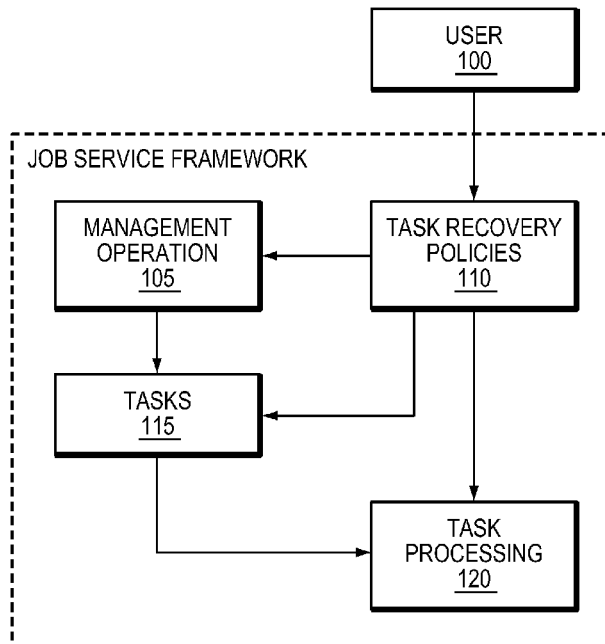 USER
100
JOB SERVICE FRAMEWORK
MANAGEMENT
OPERATION
105
TASK RECOVERY
POLICIES
110
TASKS
115
TASK
PROCESSING
120